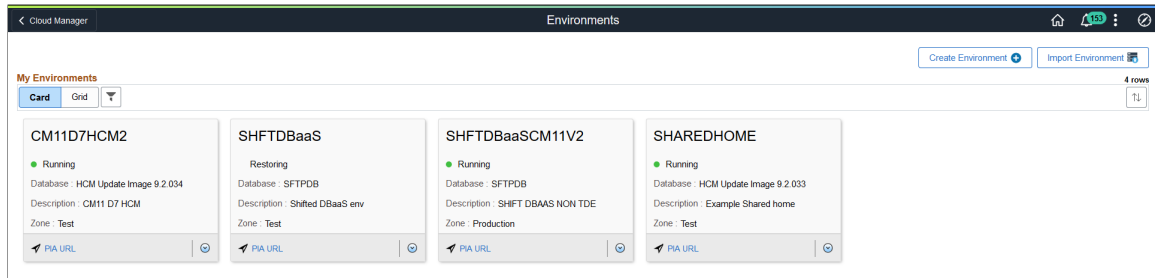 Cloud Manager
Environments
153
Create Environment
Import Environment
My Environments
4 rows
Card Grid
CM11D7HCM2
Running
Database : HCM Update Image 9.2.034
Description : CM11 D7 HCM
Zone : Test
PIA URL
SHFTDBaaS
Restoring
Database : SFTPDB
Description : Shifted DBaaS env
Zone : Test
PIA URL
SHFTDBaaSCM11V2
Running
Database : SFTPDB
Description : SHIFT DBAAS NON TDE
Zone : Production
PIA URL
SHAREDHOME
Running
Database : HCM Update Image 9.2.033
Description : Example Shared home
Zone : Test
PIA URL